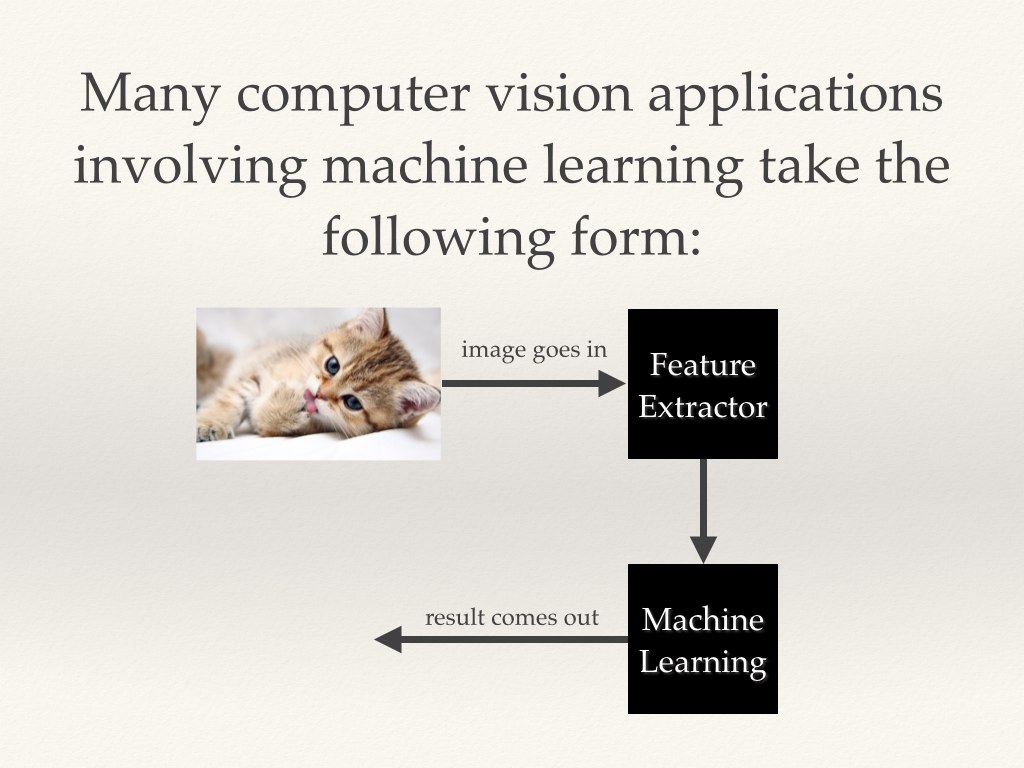 Many computer vision applications
involving machine learning take the
following form:
image goes in
Feature
Extractor
result comes out
Machine
Learning